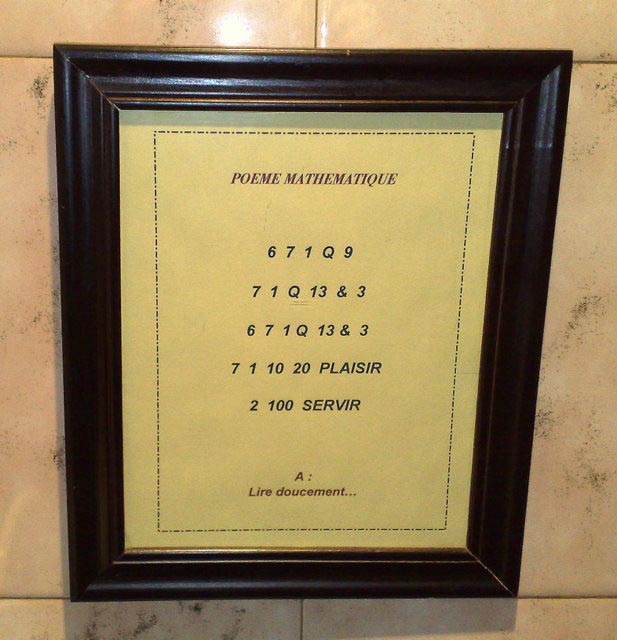 POEME MATHEMATIQUE
6 7 1 Q 9
7 1 Q 13 & 3
6 7 1 Q 13 & 3
7 1 10 20 PLAISIR
2 100 SERVIR
A :
Lire doucement...